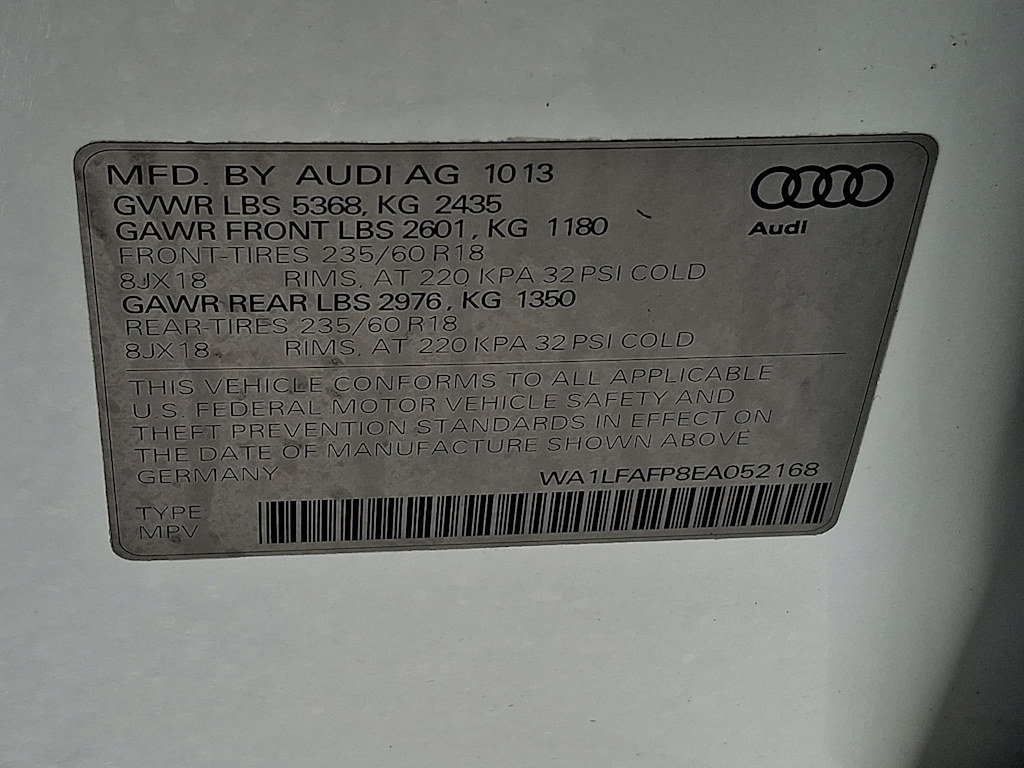 MFD. BY AUDI AG 10 13
GVWR LBS 5368, KG 2435
GAWR FRONT LBS 2601, KG 1180
FRONT-TIRES 235/60 R18
8JX18 RIMS, AT 220 KPA 32 PSI COLD
GAWR REAR LBS 2976, KG 1350
REAR-TIRES 235/60 R18
8JX18 RIMS, AT 220 KPA 32 PSI COLD
Audi
THIS VEHICLE CONFORMS TO ALL APPLICABLE
U.S. FEDERAL MOTOR VEHICLE SAFETY AND
THEFT PREVENTION STANDARDS IN EFFECT ON
THE DATE OF MANUFACTURE SHOWN ABOVE
GERMANY WA1LFAFP8EA052168
TYPE
MPV